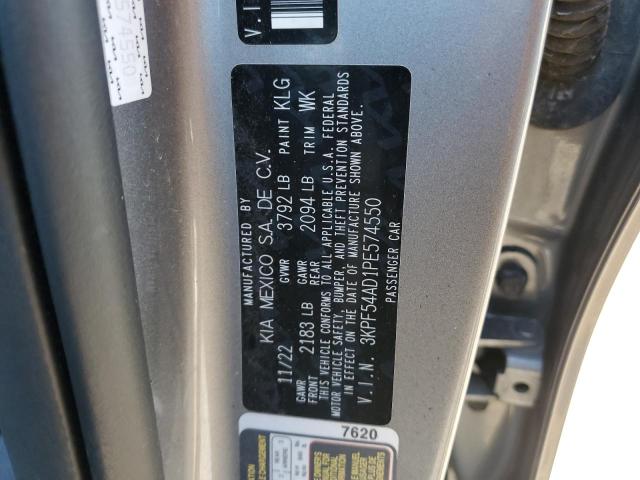 MANUFACTURED BY
KIA MEXICO S.A. DE C.V.
11/22 GVWR 3792 LB PAINT KLG
GAWR FRONT 2183 LB GAWR REAR 2094 LB TRIM WK
THIS VEHICLE CONFORMS TO ALL APPLICABLE U.S.A. FEDERAL
MOTOR VEHICLE SAFETY, BUMPER, AND THEFT PREVENTION STANDARDS
IN EFFECT ON THE DATE OF MANUFACTURE SHOWN ABOVE.
V.I.N. 3KPF54AD1PE574550
PASSENGER CAR
7620
574550